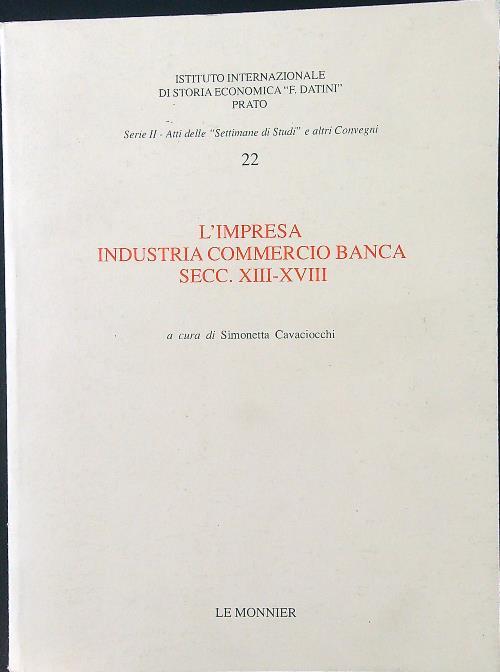 ISTITUTO INTERNAZIONALE
DI STORIA ECONOMICA "F. DATINI"
PRATO
Serie II - Atti delle "Settimane di Studi" e altri Convegni
22
L'IMPRESA
INDUSTRIA COMMERCIO BANCA
SECC. XIII-XVIII
a cura di Simonetta Cavaciocchi
LE MONNIER